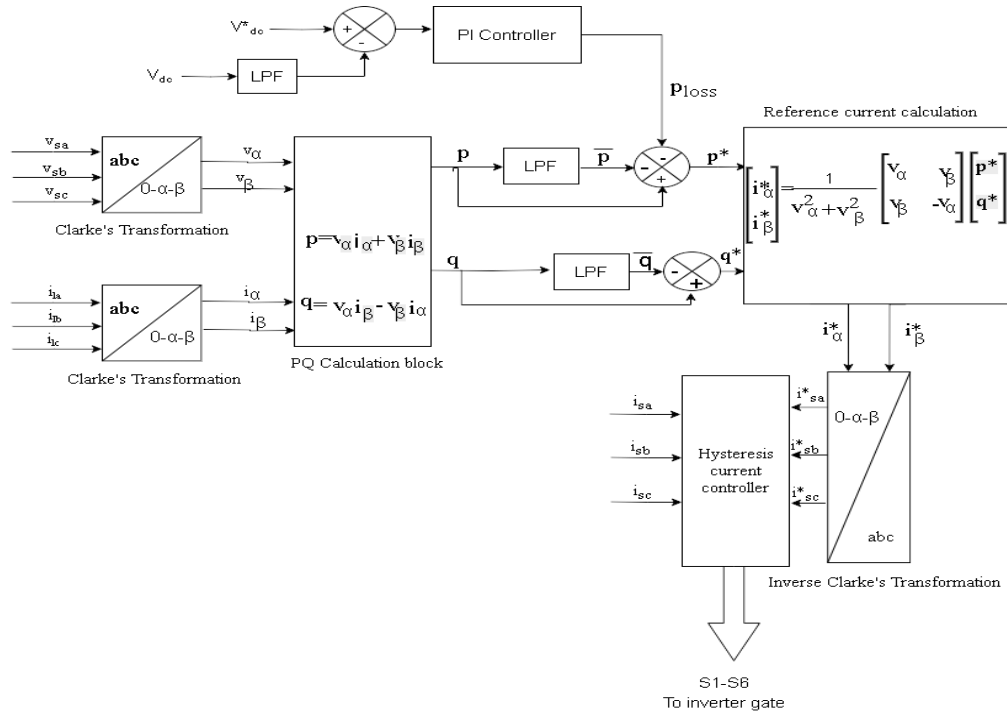 V*dc
+
-
PI Controller
Vdc
LPF
ploss
Reference current calculation
vsa
vsb
vsc
abc
0-α-β
Clarke's Transformation
vα
vβ
p
LPF
p̅
-
-
+
p*
[i*α i*β] = 1 / v²α+v²β [vα vβ vβ -vα] [p* q*]
p=vαiα+vβiβ
q
LPF
q̅
-
+
q*
q= vαiβ- vβiα
ila
ilb
ilc
abc
0-α-β
Clarke's Transformation
iα
iβ
PQ Calculation block
i*α
i*β
isa
isb
isc
Hysteresis
current
controller
i*sa
i*sb
i*sc
0-α-β
abc
Inverse Clarke's Transformation
S1-S6
To inverter gate